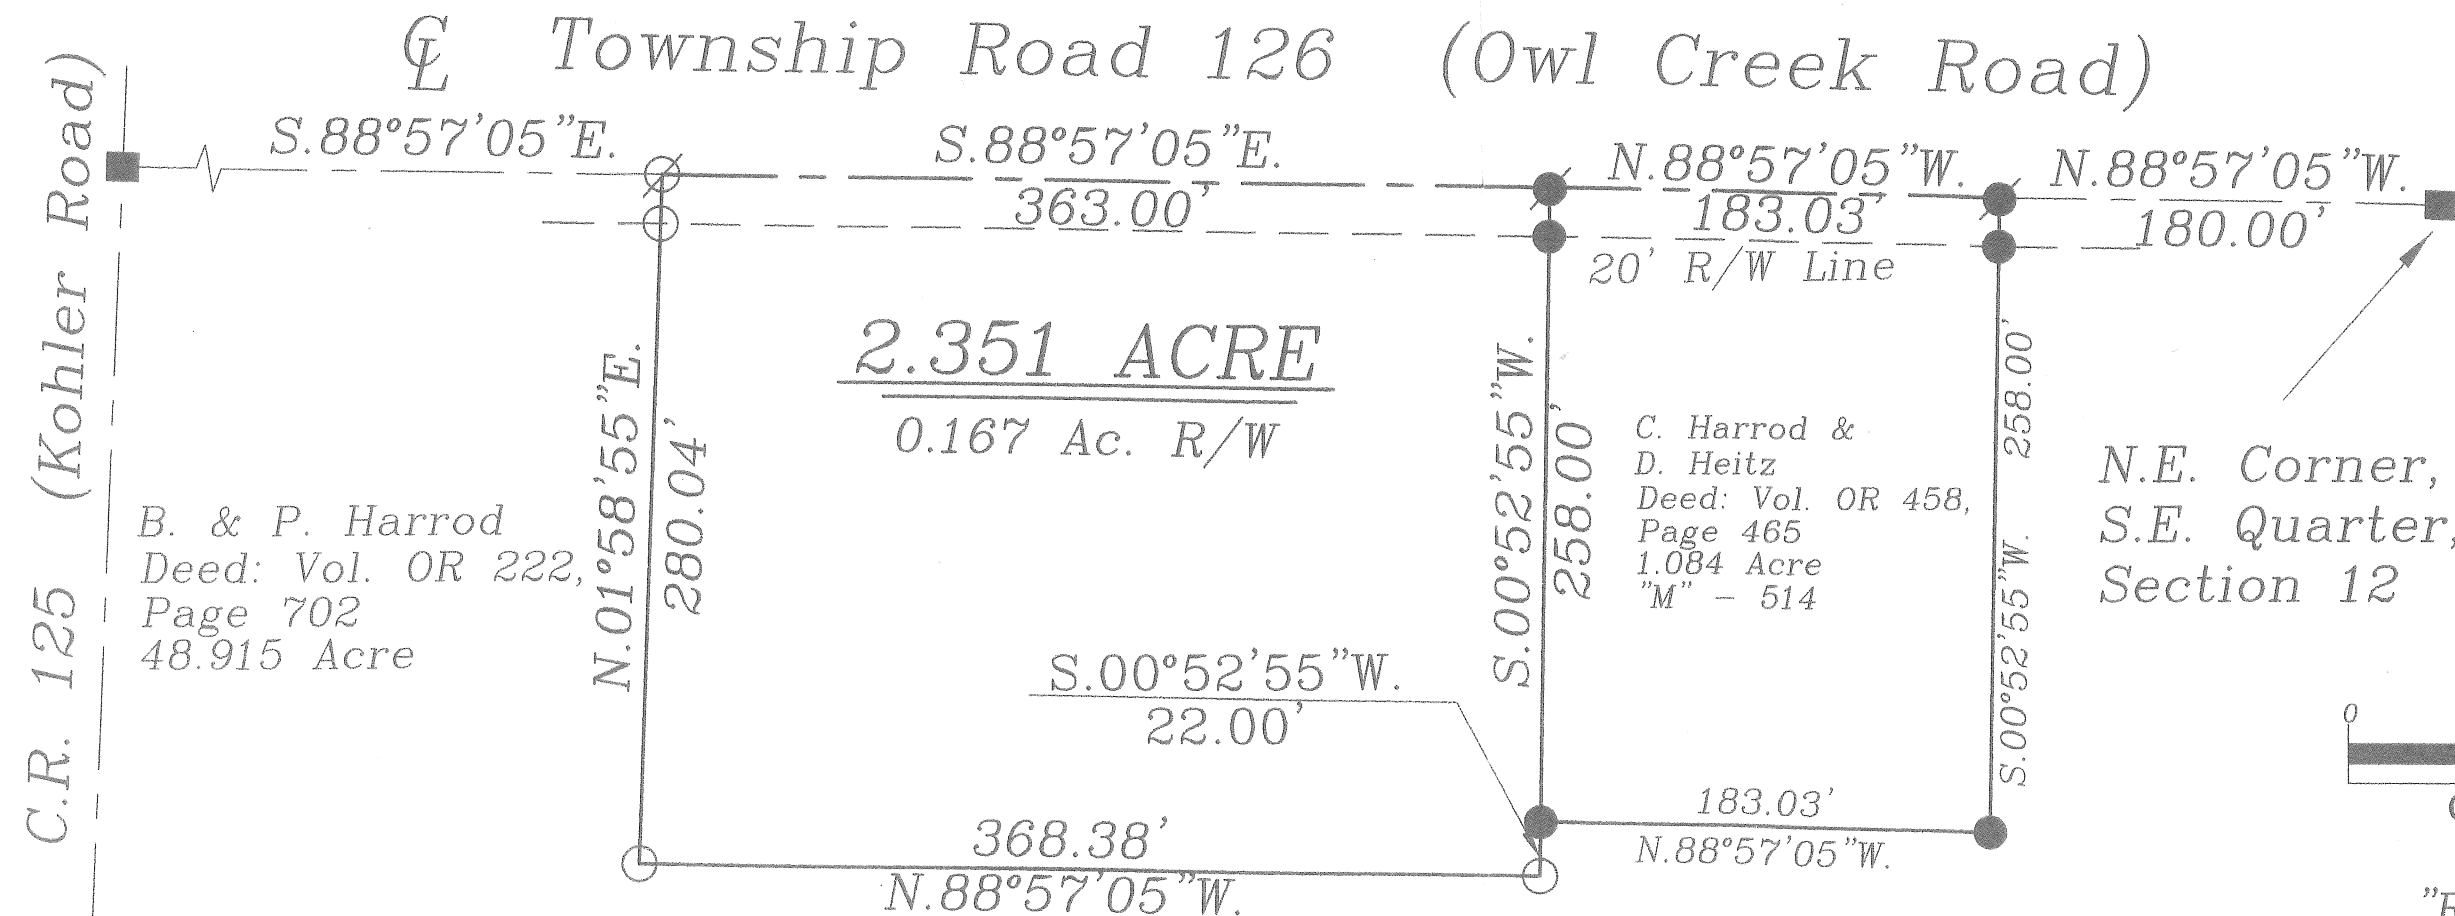 ℄ Township Road 126 (Owl Creek Road)
C.R. 125 (Kohler Road)
S.88°57'05"E.
S.88°57'05"E.
363.00'
N.88°57'05"W.
183.03'
N.88°57'05"W.
180.00'
20' R/W Line
2.351 ACRE
0.167 Ac. R/W
N.01°58'55"E.
280.04'
S.00°52'55"W.
258.00'
S.00°52'55"W. 258.00'
C. Harrod &
D. Heitz
Deed: Vol. OR 458,
Page 465
1.084 Acre
"M" - 514
N.E. Corner,
S.E. Quarter,
Section 12
B. & P. Harrod
Deed: Vol. OR 222,
Page 702
48.915 Acre
S.00°52'55"W.
22.00'
0
183.03'
N.88°57'05"W.
368.38'
N.88°57'05"W.